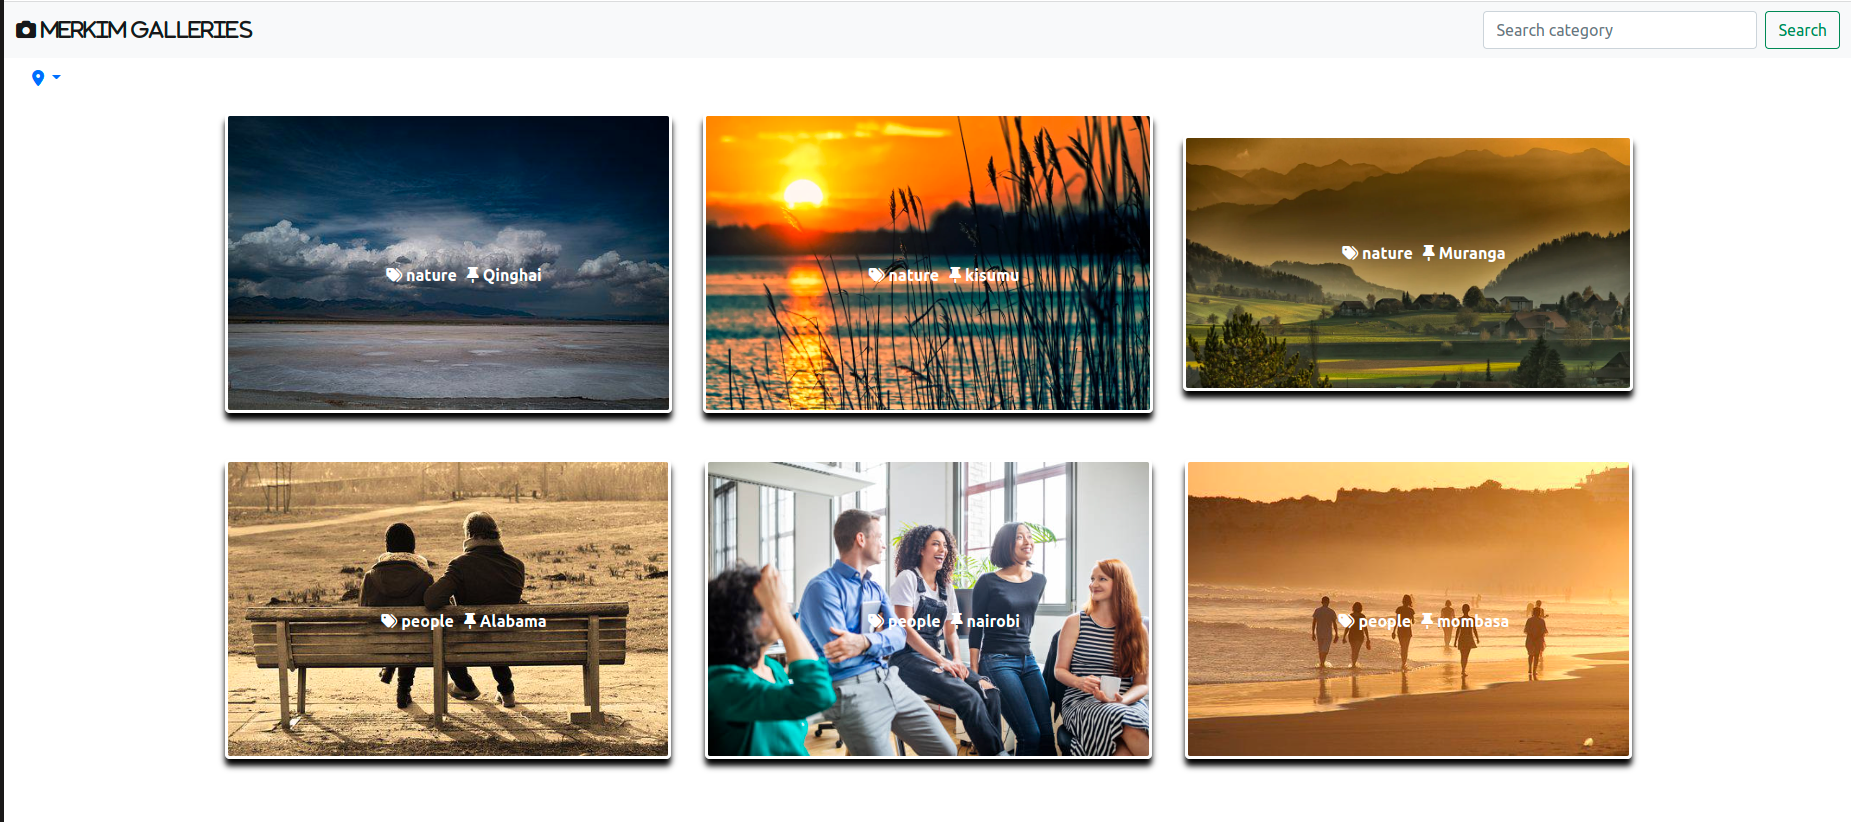 MERKIM GALLERIES
Search category
Search
nature Qinghai
nature kisumu
nature Muranga
people Alabama
people nairobi
people mombasa